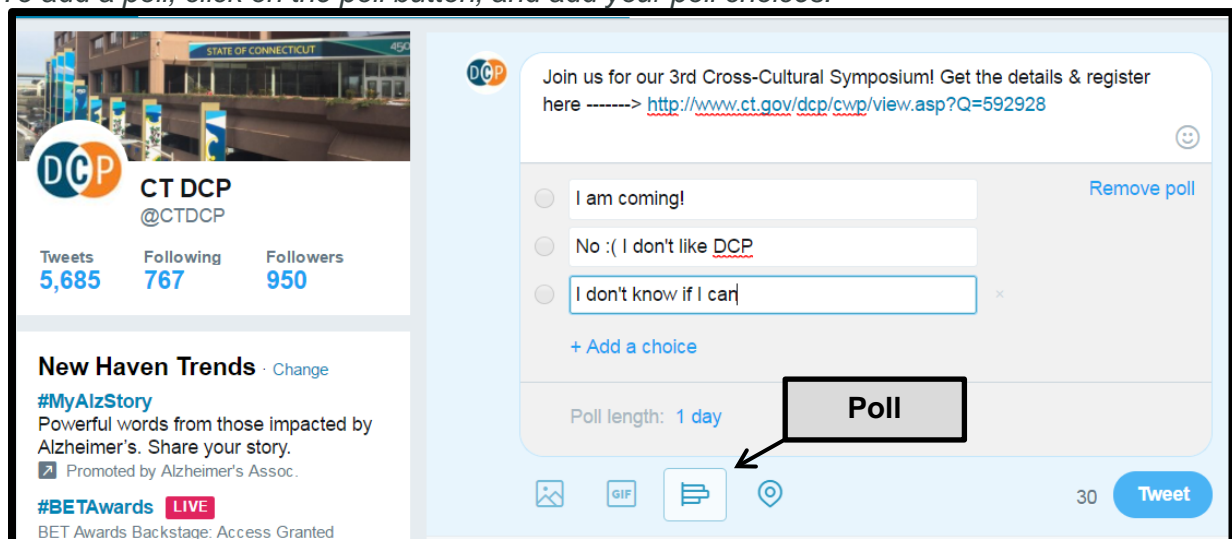 To add a poll, click on the poll button, and add your poll choices.
STATE OF CONNECTICUT 450
DCP
CT DCP
@CTDCP
Tweets Following Followers
5,685 767 950
New Haven Trends · Change
#MyAlzStory
Powerful words from those impacted by
Alzheimer's. Share your story.
Promoted by Alzheimer's Assoc.
#BETAwards LIVE
BET Awards Backstage: Access Granted
DCP
Join us for our 3rd Cross-Cultural Symposium! Get the details & register
here -------> http://www.ct.gov/dcp/cwp/view.asp?Q=592928
I am coming!
Remove poll
No :( I don't like DCP
I don't know if I can
×
+ Add a choice
Poll length: 1 day
Poll
GIF
30 Tweet